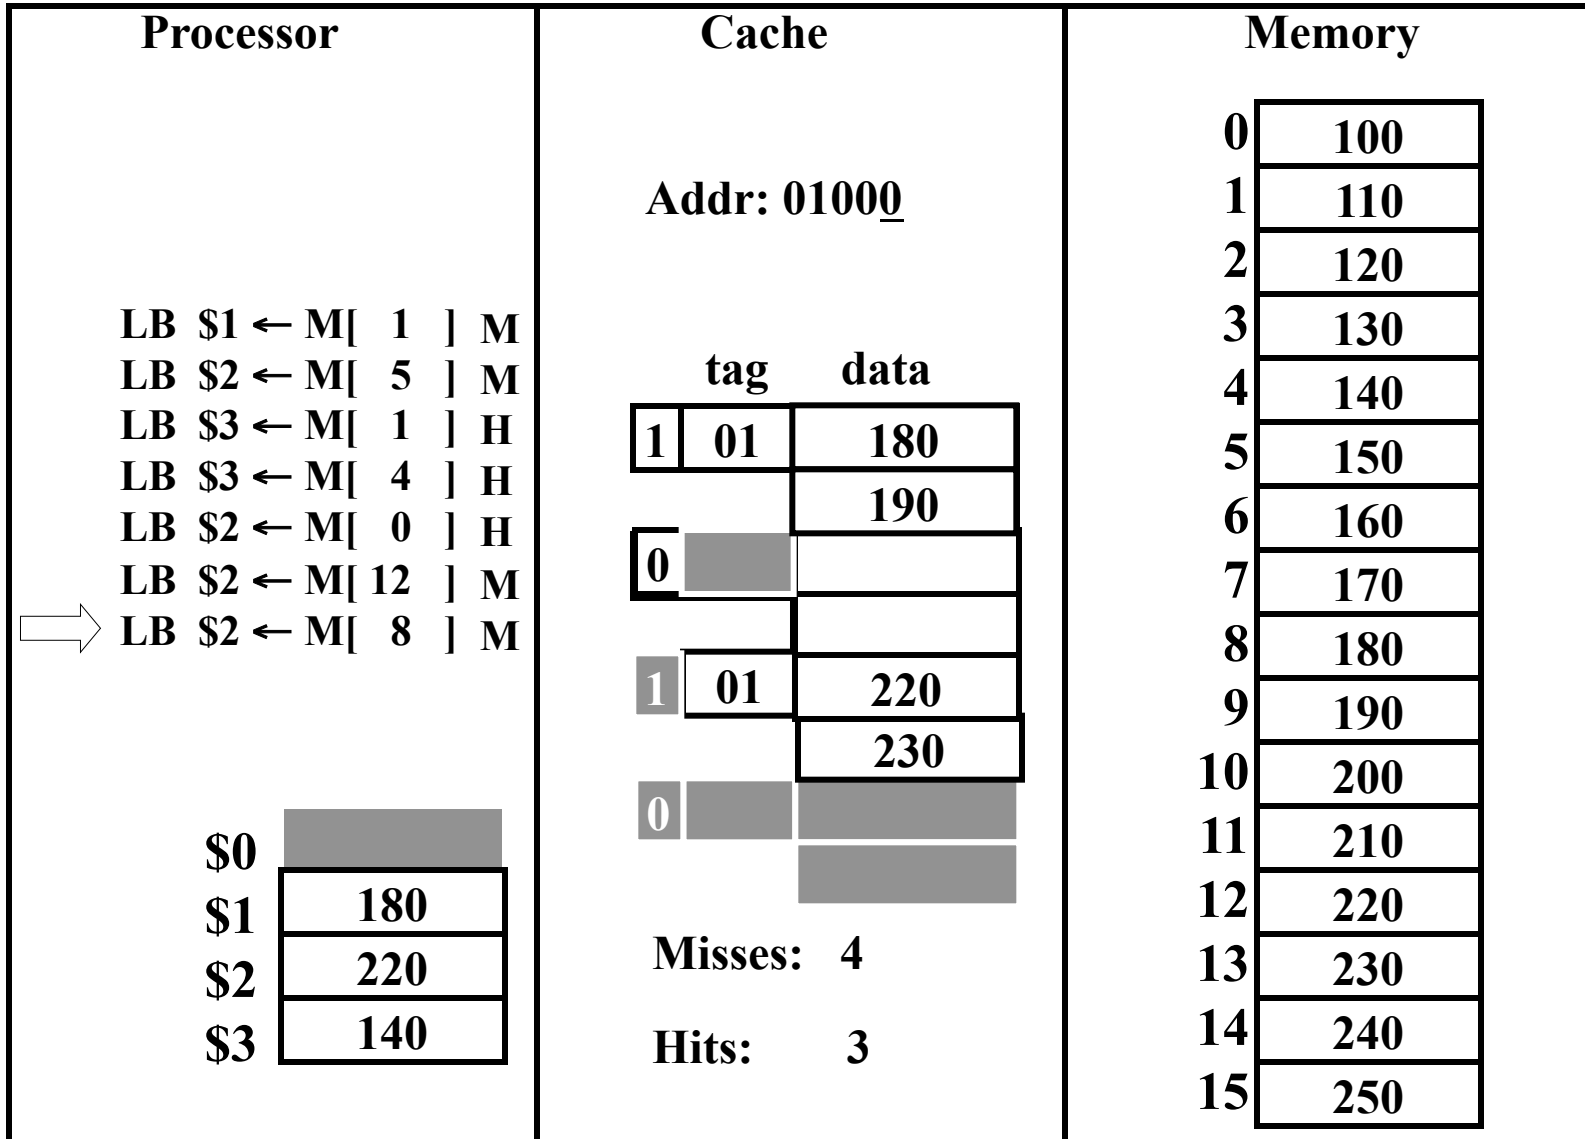 Processor
LB $1 ← M[ 1 ] M
LB $2 ← M[ 5 ] M
LB $3 ← M[ 1 ] H
LB $3 ← M[ 4 ] H
LB $2 ← M[ 0 ] H
LB $2 ← M[ 12 ] M
LB $2 ← M[ 8 ] M
$0
$1 180
$2 220
$3 140
Cache
Addr: 01000
tag data
1 01 180
190
0
1 01 220
230
0
Misses: 4
Hits: 3
Memory
0 100
1 110
2 120
3 130
4 140
5 150
6 160
7 170
8 180
9 190
10 200
11 210
12 220
13 230
14 240
15 250